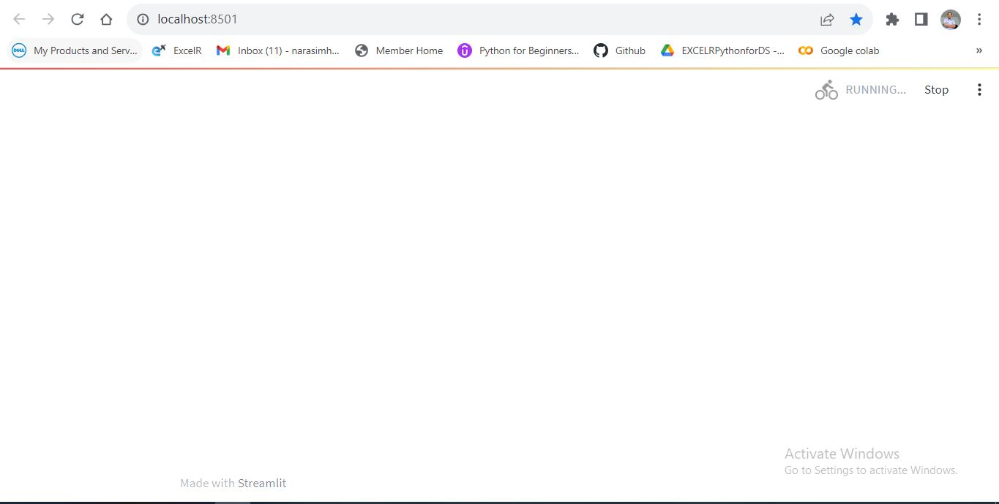 localhost:8501
My Products and Serv... ExcelR Inbox (11) - narasimh... Member Home Python for Beginners... Github EXCELRPythonforDS -... Google colab »
RUNNING... Stop
Activate Windows
Go to Settings to activate Windows.
Made with Streamlit